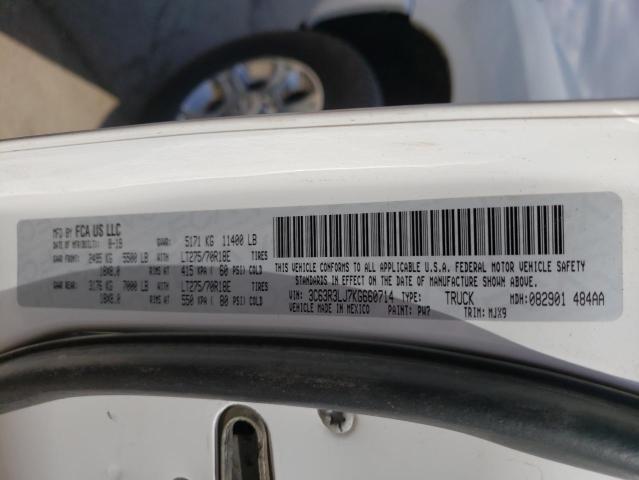 MFD BY FCA US LLC
DATE OF MFR(BUILT): 8-19 GVWR: 5171 KG 11400 LB
GAWR FRONT: 2495 KG 5500 LB WITH LT275/70R18E TIRES
18X8.0 RIMS AT 415 KPA ( 60 PSI) COLD
GAWR REAR: 3176 KG 7000 LB WITH LT275/70R18E TIRES
18X8.0 RIMS AT 550 KPA ( 80 PSI) COLD
THIS VEHICLE CONFORMS TO ALL APPLICABLE U.S.A. FEDERAL MOTOR VEHICLE SAFETY
STANDARDS IN EFFECT ON THE DATE OF MANUFACTURE SHOWN ABOVE.
VIN: 3C63R3LJ7KG660714 TYPE: TRUCK MDH: 082901 484AA
VEHICLE MADE IN MEXICO PAINT: PW7 TRIM: MJX9